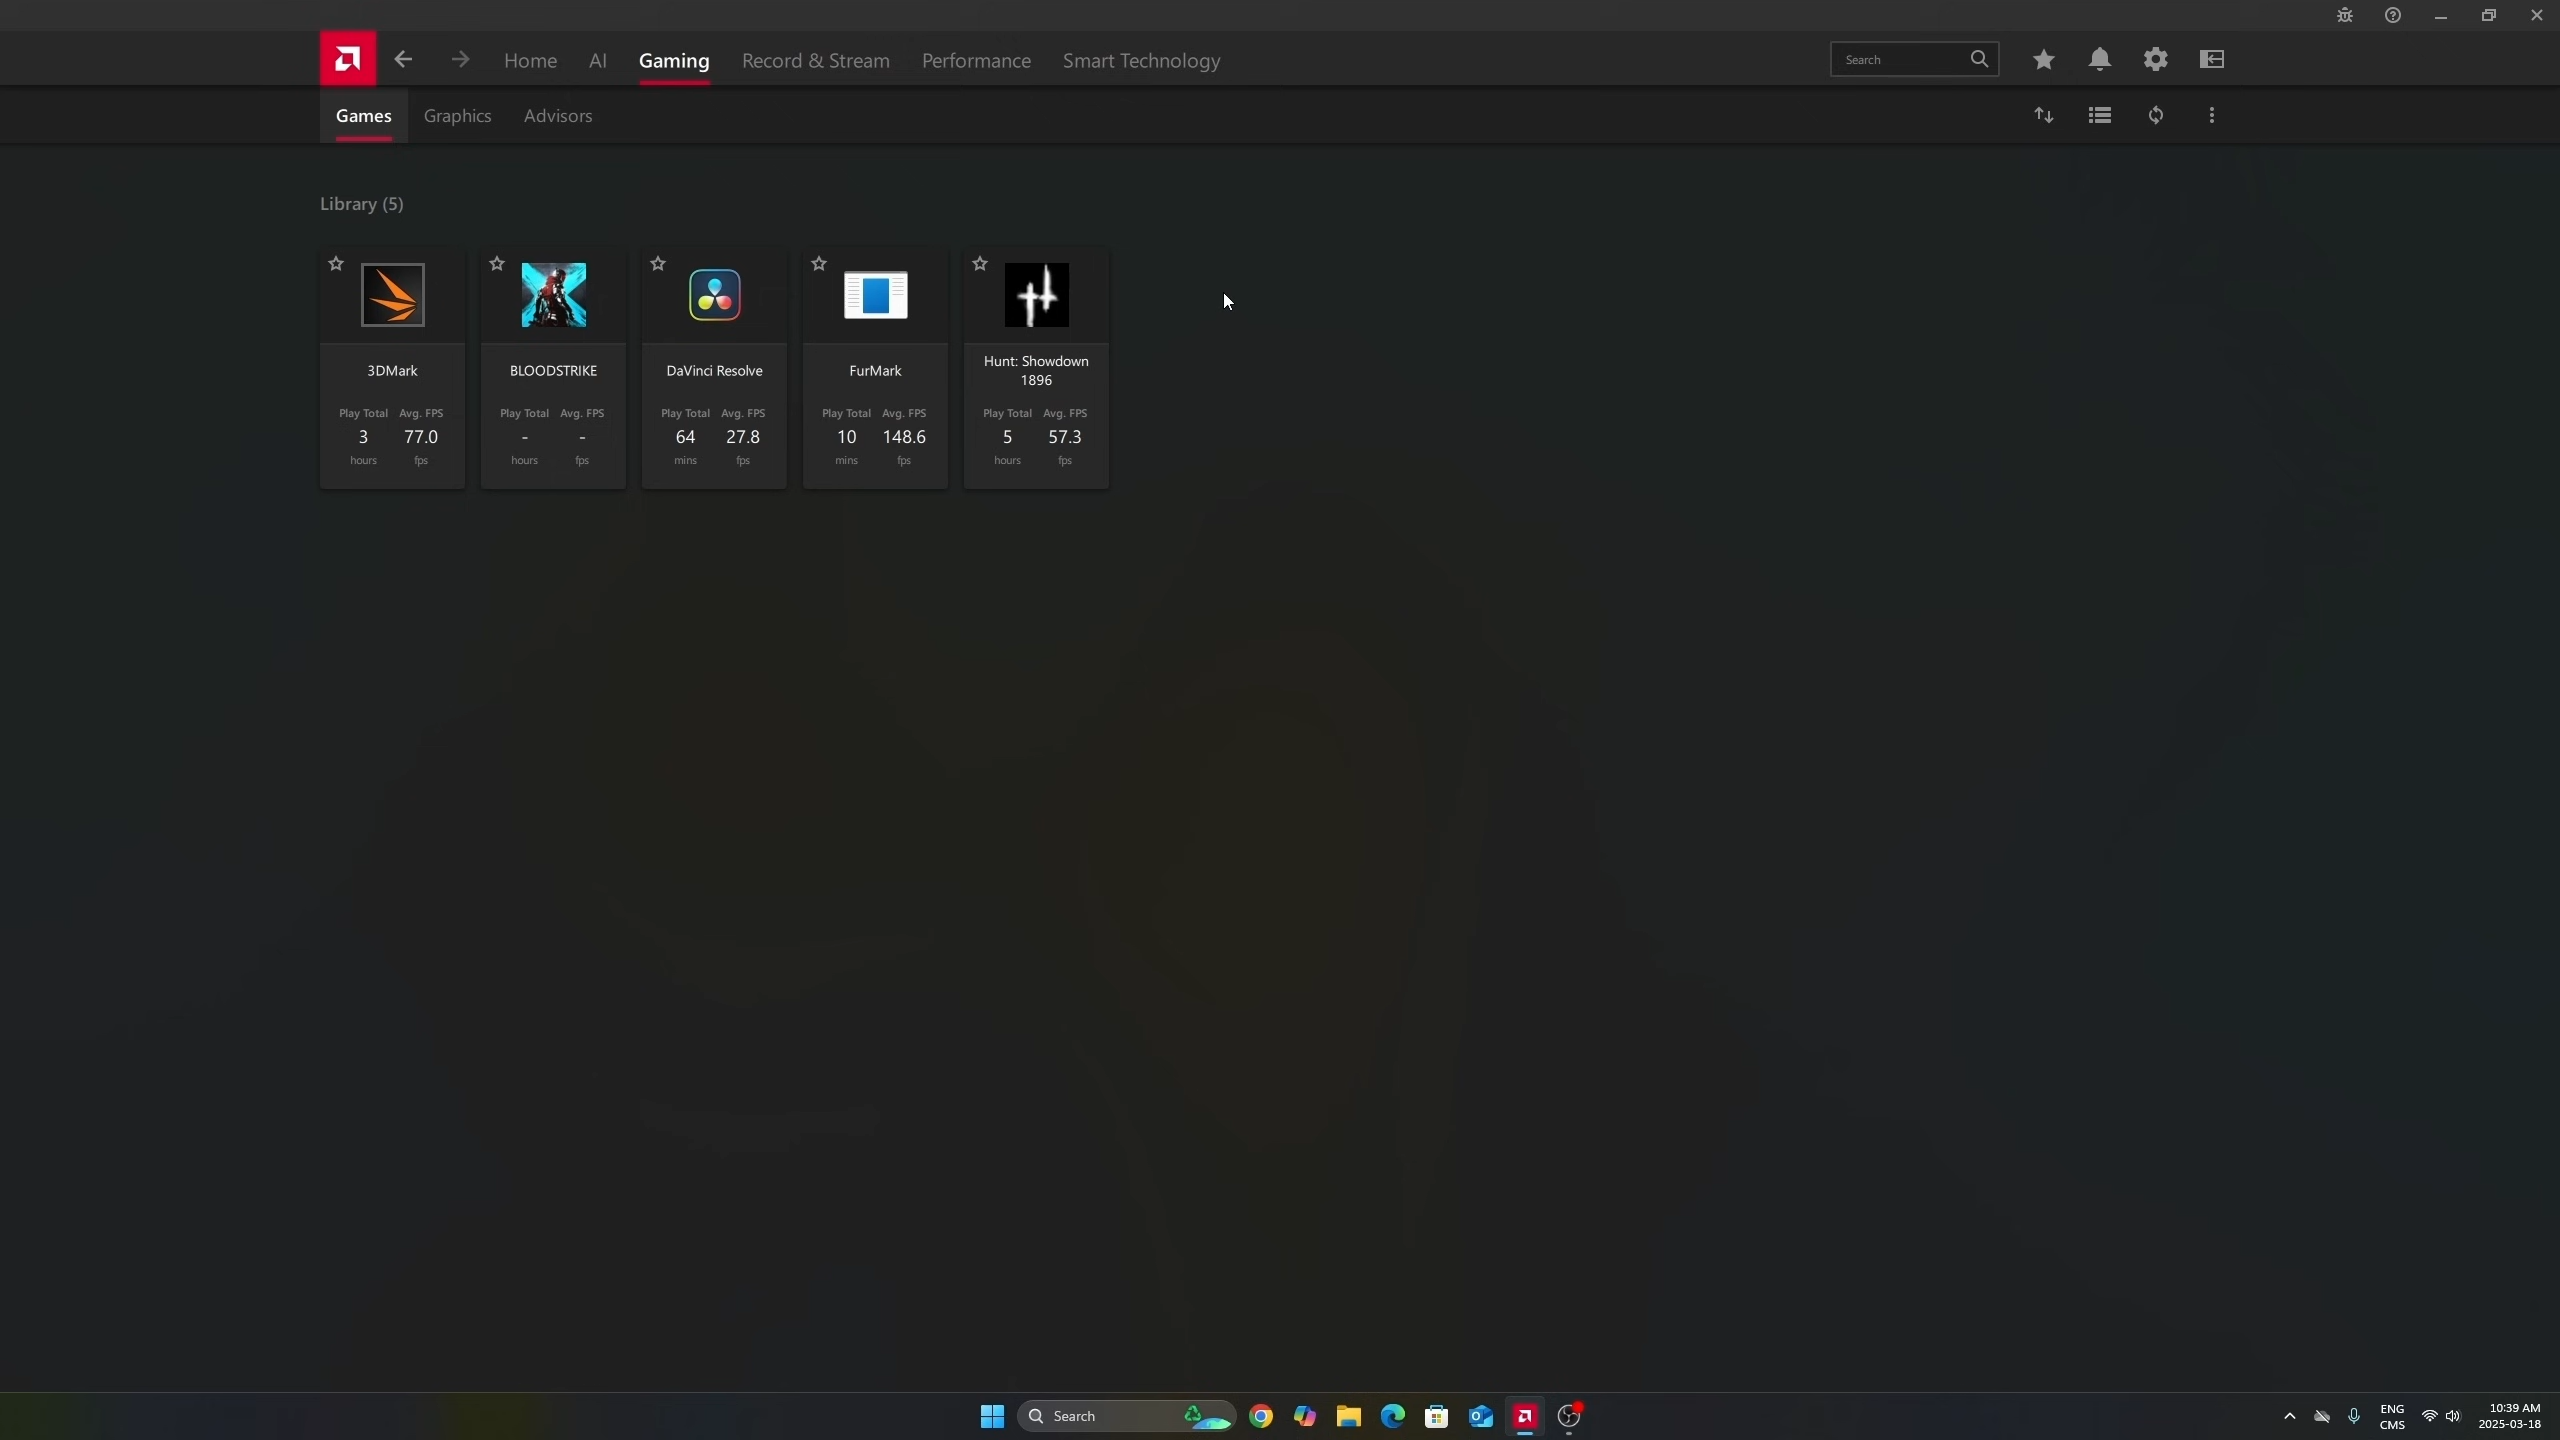 Home AI Gaming Record & Stream Performance Smart Technology Search
Games Graphics Advisors
Library (5)
3DMark
Play Total Avg. FPS
3 77.0
hours fps
BLOODSTRIKE
Play Total Avg. FPS
- -
hours fps
DaVinci Resolve
Play Total Avg. FPS
64 27.8
mins fps
FurMark
Play Total Avg. FPS
10 148.6
mins fps
Hunt: Showdown
1896
Play Total Avg. FPS
5 57.3
hours fps
Search
ENG
CMS
10:39 AM
2025-03-18